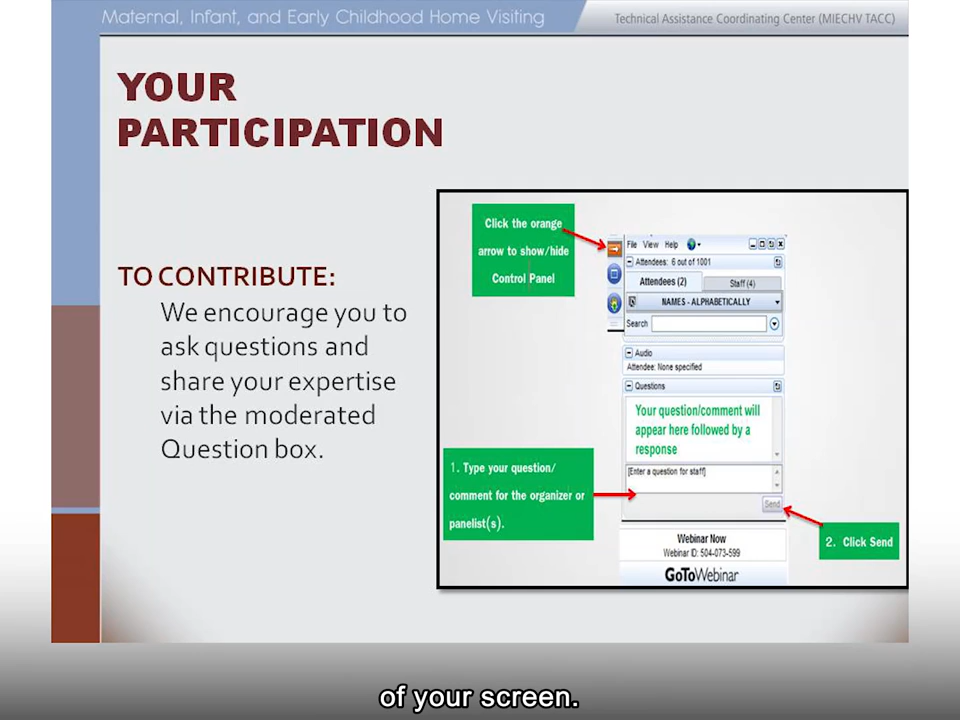 Maternal, Infant, and Early Childhood Home Visiting
Technical Assistance Coordinating Center (MIECHV TACC)
YOUR
PARTICIPATION
TO CONTRIBUTE:
We encourage you to
ask questions and
share your expertise
via the moderated
Question box.
Click the orange
arrow to show/hide
Control Panel
File View Help
Attendees: 6 out of 1001
Attendees (2)
Staff (4)
NAMES - ALPHABETICALLY
Search
Audio
Attendee: None specified
Questions
Your question/comment will
appear here followed by a
response
[Enter a question for staff]
Send
1. Type your question/
comment for the organizer or
panelist(s).
2. Click Send
Webinar Now
Webinar ID: 504-073-599
GoToWebinar
of your screen.